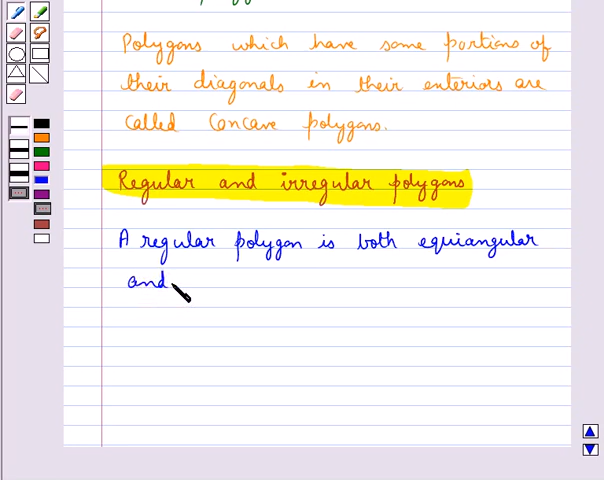 Polygons which have some portions of
their diagonals in their exteriors are
called Concave polygons.
Regular and irregular polygons
A regular polygon is both equiangular
and